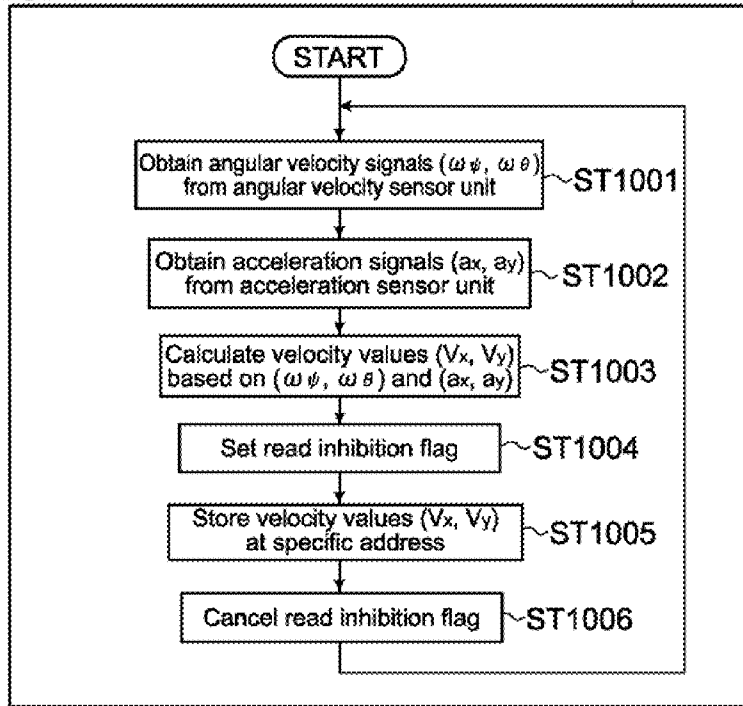 START
Obtain angular velocity signals (ωψ, ωθ)
from angular velocity sensor unit
ST1001
Obtain acceleration signals (ax, ay)
from acceleration sensor unit
ST1002
Calculate velocity values (Vx, Vy)
based on (ωψ, ωθ) and (ax, ay)
ST1003
Set read inhibition flag
ST1004
Store velocity values (Vx, Vy)
at specific address
ST1005
Cancel read inhibition flag
ST1006